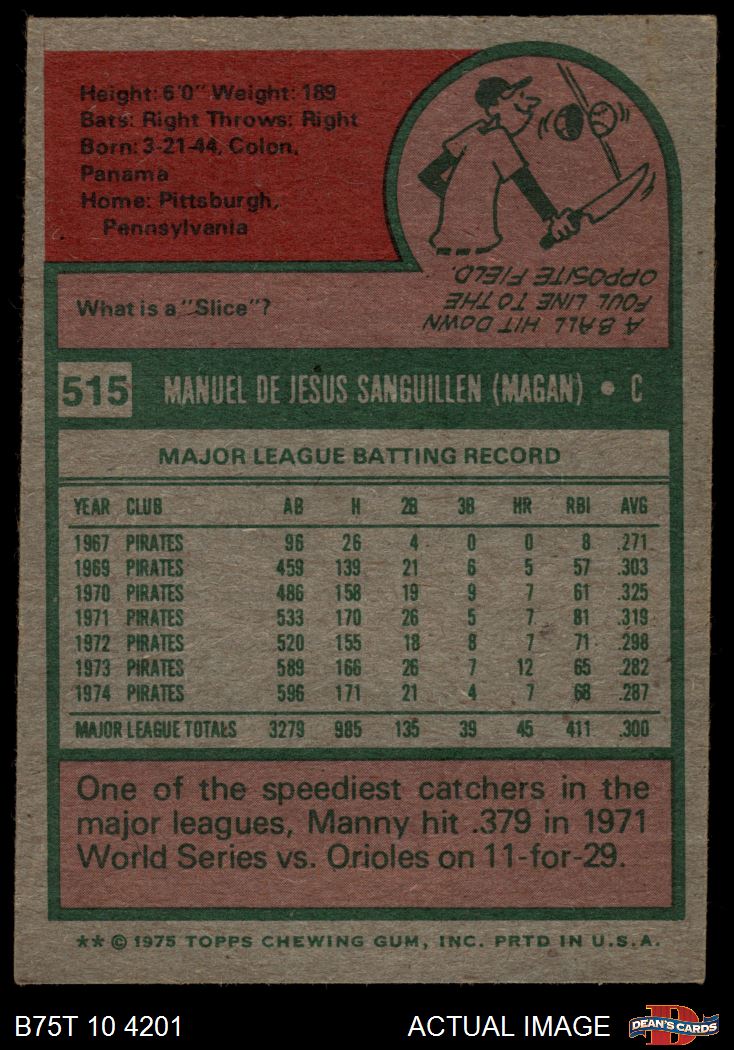 Height: 6'0" Weight: 189
Bats: Right Throws: Right
Born: 3-21-44, Colon,
Panama
Home: Pittsburgh,
Pennsylvania
What is a "Slice"?
A BALL HIT DOWN
FOUL LINE TO THE
OPPOSITE FIELD.
515 MANUEL DE JESUS SANGUILLEN (MAGAN) • C
MAJOR LEAGUE BATTING RECORD
YEAR CLUB AB H 2B 3B HR RBI AVG
1967 PIRATES 96 26 4 0 0 8 .271
1969 PIRATES 459 139 21 6 5 57 .303
1970 PIRATES 486 158 19 9 7 61 .325
1971 PIRATES 533 170 26 5 7 81 .319
1972 PIRATES 520 155 18 8 7 71 .298
1973 PIRATES 589 166 26 7 12 65 .282
1974 PIRATES 596 171 21 4 7 68 .287
MAJOR LEAGUE TOTALS 3279 985 135 39 45 411 .300
One of the speediest catchers in the
major leagues, Manny hit .379 in 1971
World Series vs. Orioles on 11-for-29.
** © 1975 TOPPS CHEWING GUM, INC. PRTD IN U.S.A.
B75T 10 4201 ACTUAL IMAGE D DEAN'S CARDS